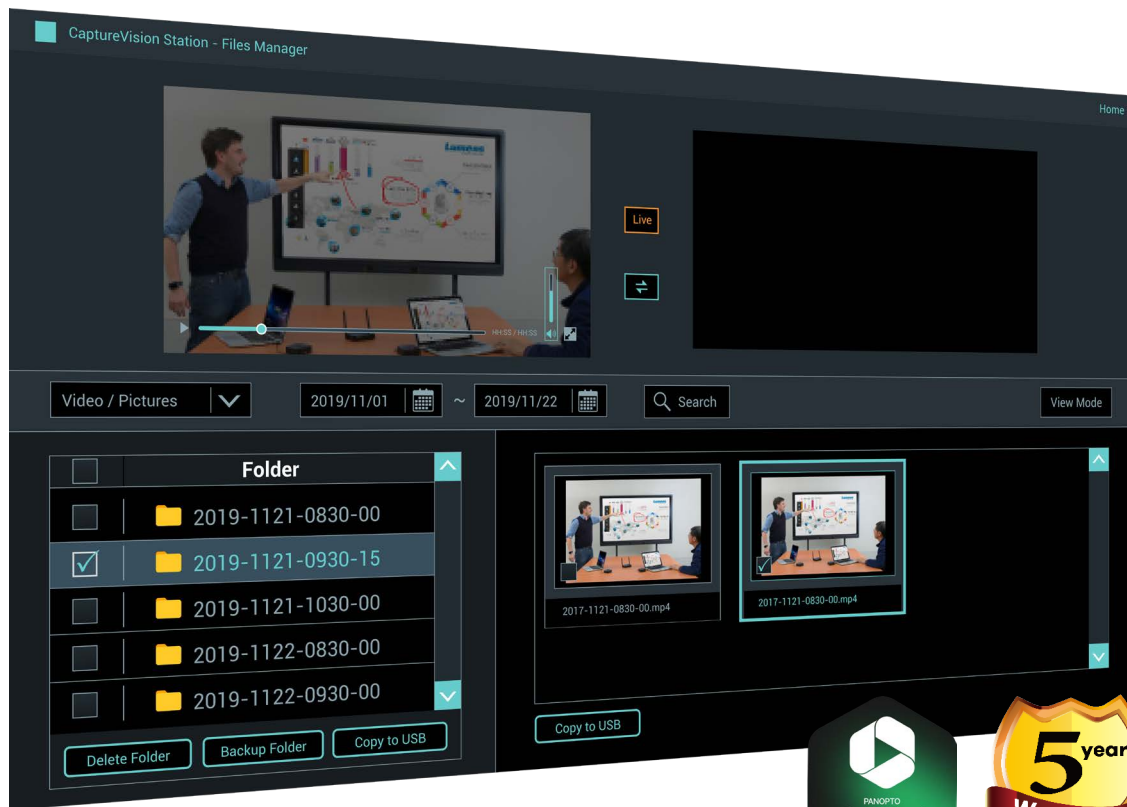 CaptureVision Station - Files Manager
Home
Lumens
Live
HH:SS / HH:SS
Video / Pictures
2019/11/01 ~ 2019/11/22
Search
View Mode
Folder
2019-1121-0830-00
2019-1121-0930-15
2019-1121-1030-00
2019-1122-0830-00
2019-1122-0930-00
Delete Folder
Backup Folder
Copy to USB
2017-1121-0830-00.mp4
2017-1121-0830-00.mp4
Copy to USB
PANOPTO
5 year